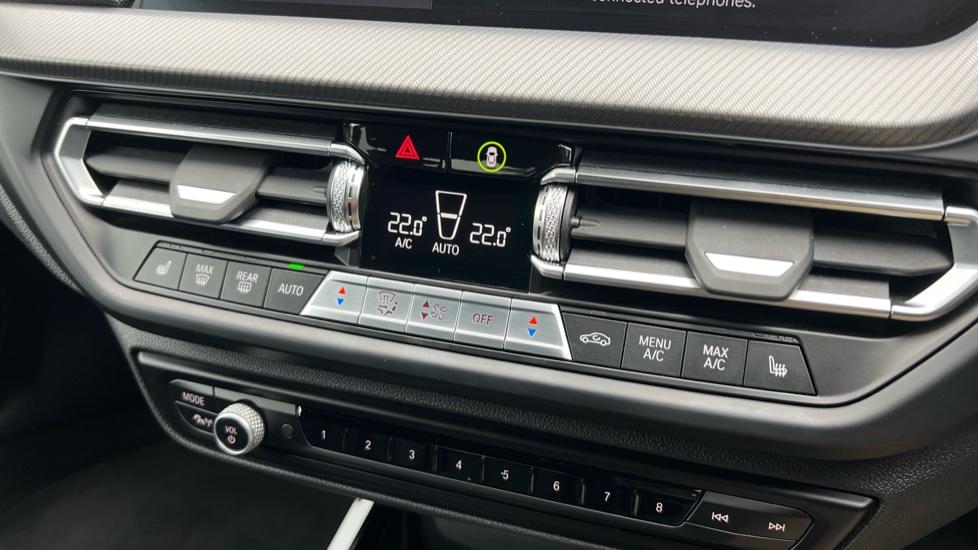 connected telephones.
22.0° 22.0°
A/C AUTO
MAX REAR AUTO OFF MENU A/C MAX A/C
MODE
VOL
1 2 3 4 5 6 7 8